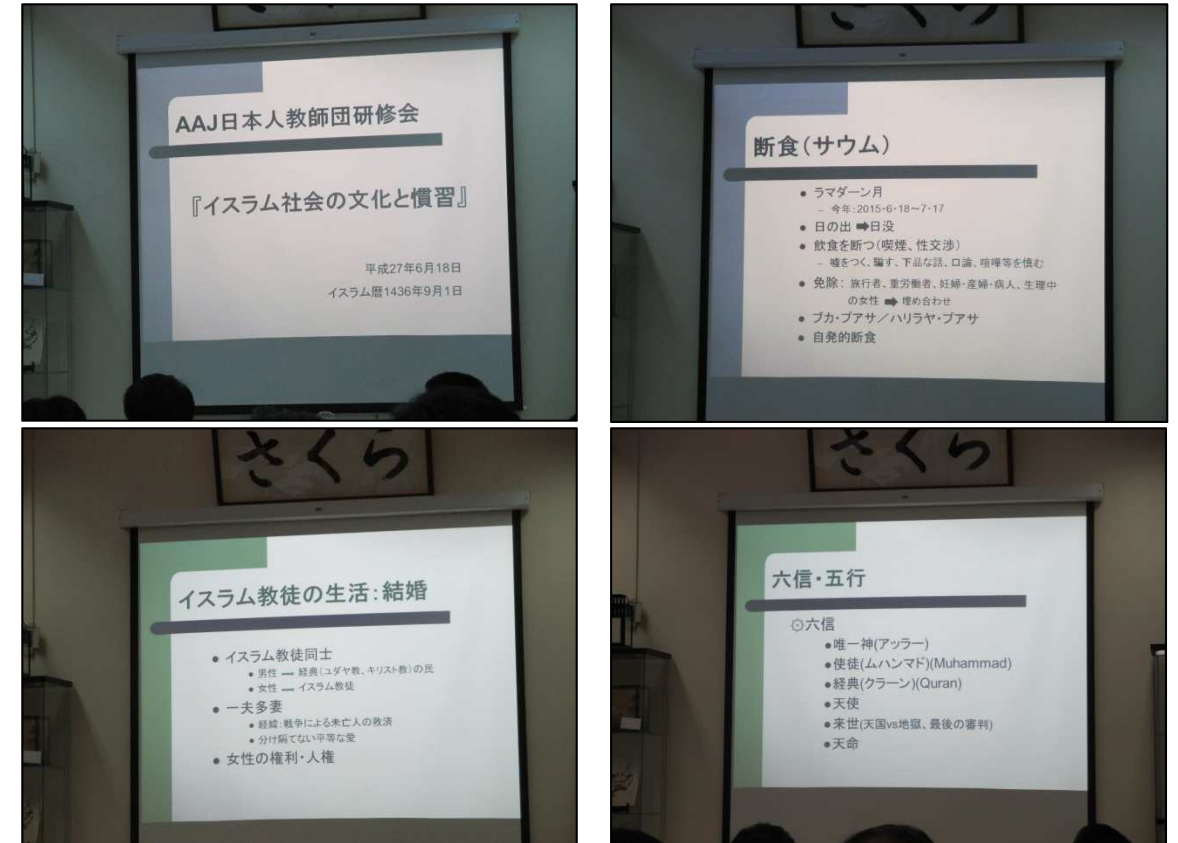 AAJ日本人教師団研修会
『イスラム社会の文化と慣習』
平成27年6月18日
イスラム暦1436年9月1日
断食(サウム)
● ラマダーン月
– 今年:2015・6・18～7・17
● 日の出 ➡日没
● 飲食を断つ(喫煙、性交渉)
– 嘘をつく、騙す、下品な話、口論、喧嘩等を慎む
● 免除: 旅行者、重労働者、妊婦・産婦・病人、生理中
の女性 ➡ 埋め合わせ
● ブカ・プアサ／ハリラヤ・プアサ
● 自発的断食
さくら
イスラム教徒の生活:結婚
● イスラム教徒同士
● 男性 ― 経典(ユダヤ教、キリスト教)の民
● 女性 ― イスラム教徒
● 一夫多妻
● 経緯:戦争による未亡人の救済
● 分け隔てない平等な愛
● 女性の権利・人権
さくら
六信・五行
六信
●唯一神(アッラー)
●使徒(ムハンマド)(Muhammad)
●経典(クラーン)(Quran)
●天使
●来世(天国vs地獄、最後の審判)
●天命